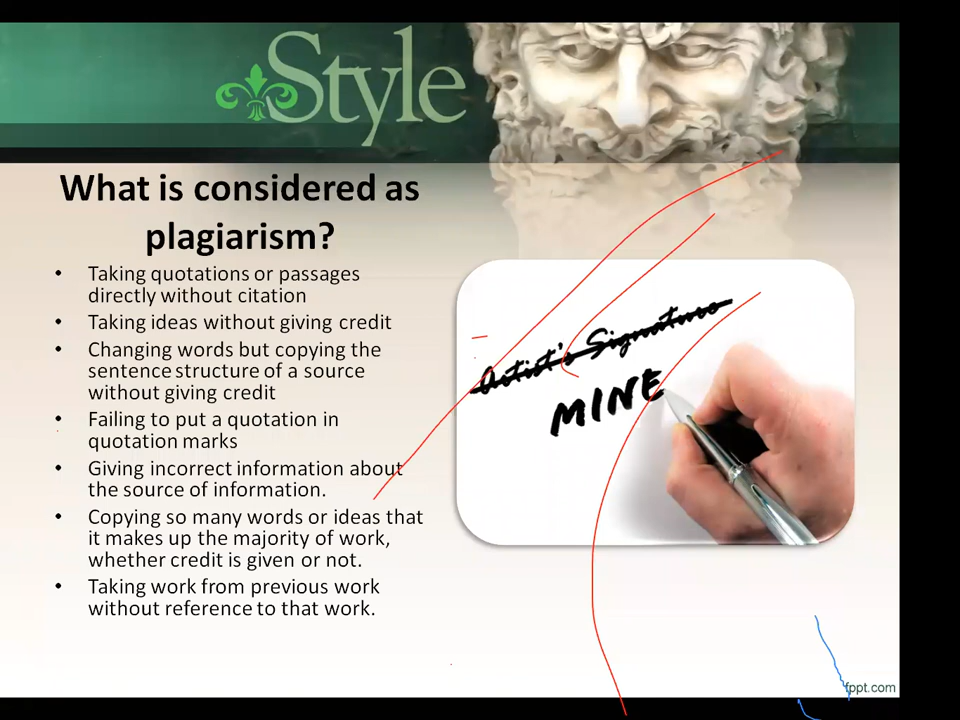 Style
What is considered as
plagiarism?
• Taking quotations or passages
directly without citation
• Taking ideas without giving credit
• Changing words but copying the
sentence structure of a source
without giving credit
• Failing to put a quotation in
quotation marks
• Giving incorrect information about
the source of information.
• Copying so many words or ideas that
it makes up the majority of work,
whether credit is given or not.
• Taking work from previous work
without reference to that work.
Artist's Signature
MINE
fppt.com